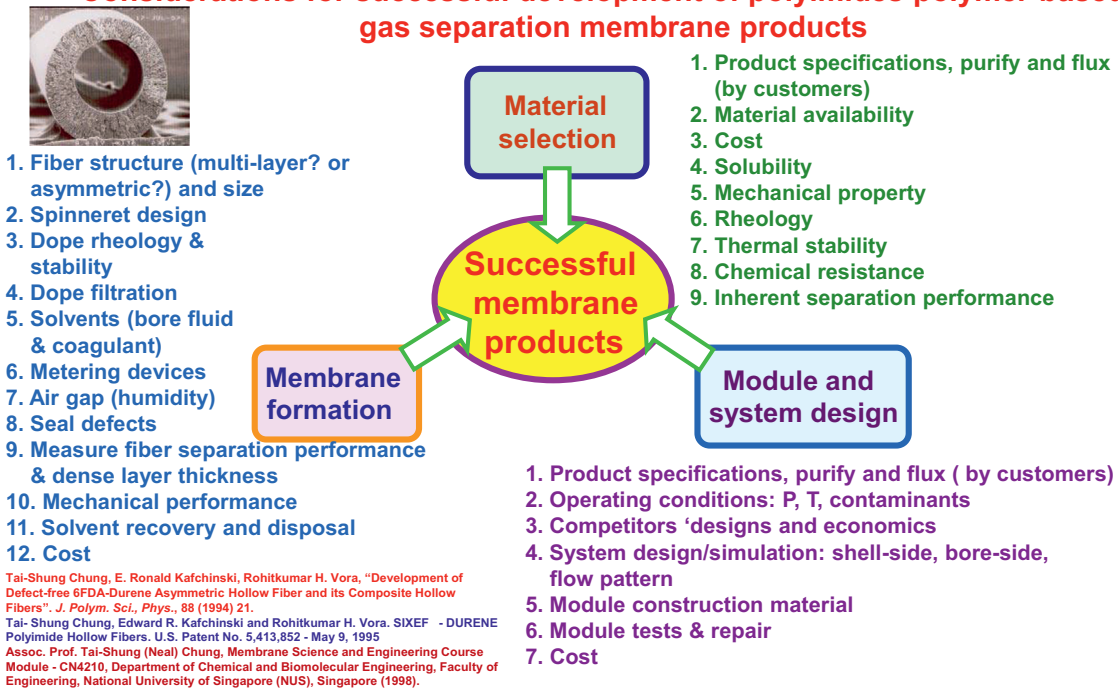 Considerations for successful development of polyimides polymer based
gas separation membrane products
Material
selection
1. Product specifications, purify and flux
(by customers)
2. Material availability
3. Cost
4. Solubility
5. Mechanical property
6. Rheology
7. Thermal stability
8. Chemical resistance
9. Inherent separation performance
1. Fiber structure (multi-layer? or
asymmetric?) and size
2. Spinneret design
3. Dope rheology &
stability
4. Dope filtration
5. Solvents (bore fluid
& coagulant)
6. Metering devices
7. Air gap (humidity)
8. Seal defects
9. Measure fiber separation performance
& dense layer thickness
10. Mechanical performance
11. Solvent recovery and disposal
12. Cost
Successful
membrane
products
Membrane
formation
Module and
system design
1. Product specifications, purify and flux ( by customers)
2. Operating conditions: P, T, contaminants
3. Competitors ‘designs and economics
4. System design/simulation: shell-side, bore-side,
flow pattern
5. Module construction material
6. Module tests & repair
7. Cost
Tai-Shung Chung, E. Ronald Kafchinski, Rohitkumar H. Vora, “Development of
Defect-free 6FDA-Durene Asymmetric Hollow Fiber and its Composite Hollow
Fibers”. J. Polym. Sci., Phys., 88 (1994) 21.
Tai- Shung Chung, Edward R. Kafchinski and Rohitkumar H. Vora. SIXEF - DURENE
Polyimide Hollow Fibers. U.S. Patent No. 5,413,852 - May 9, 1995
Assoc. Prof. Tai-Shung (Neal) Chung, Membrane Science and Engineering Course
Module - CN4210, Department of Chemical and Biomolecular Engineering, Faculty of
Engineering, National University of Singapore (NUS), Singapore (1998).